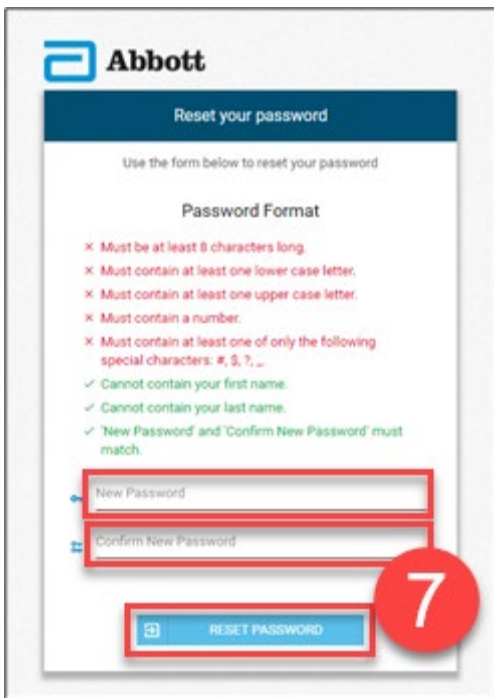 Abbott
Reset your password
Use the form below to reset your password
Password Format
× Must be at least 8 characters long.
× Must contain at least one lower case letter.
× Must contain at least one upper case letter.
× Must contain a number.
× Must contain at least one of only the following
special characters: #, $, ?, _.
✓ Cannot contain your first name.
✓ Cannot contain your last name.
✓ 'New Password' and 'Confirm New Password' must
match.
New Password
Confirm New Password
7
RESET PASSWORD